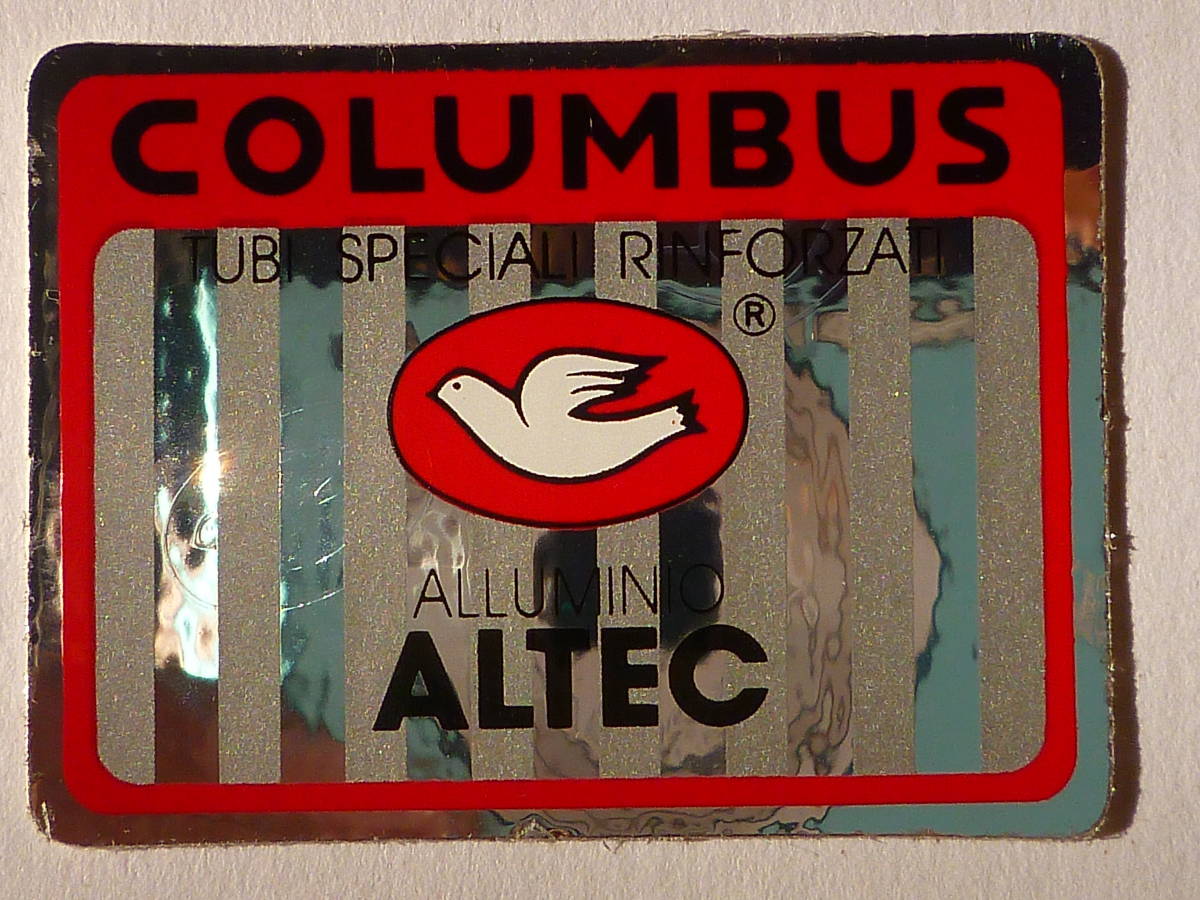 COLUMBUS
TUBI SPECIALI RINFORZATI
®
ALLUMINIO
ALTEC